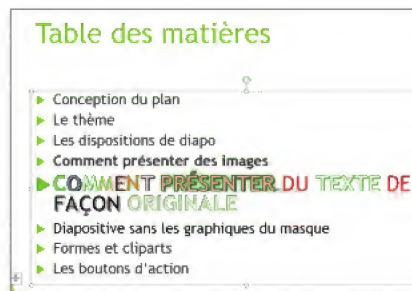 Table des matières
Conception du plan
Le thème
Les dispositions de diapo
Comment présenter des images
COMMENT PRÉSENTER DU TEXTE DE
FAÇON ORIGINALE
Diapositive sans les graphiques du masque
Formes et cliparts
Les boutons d'action